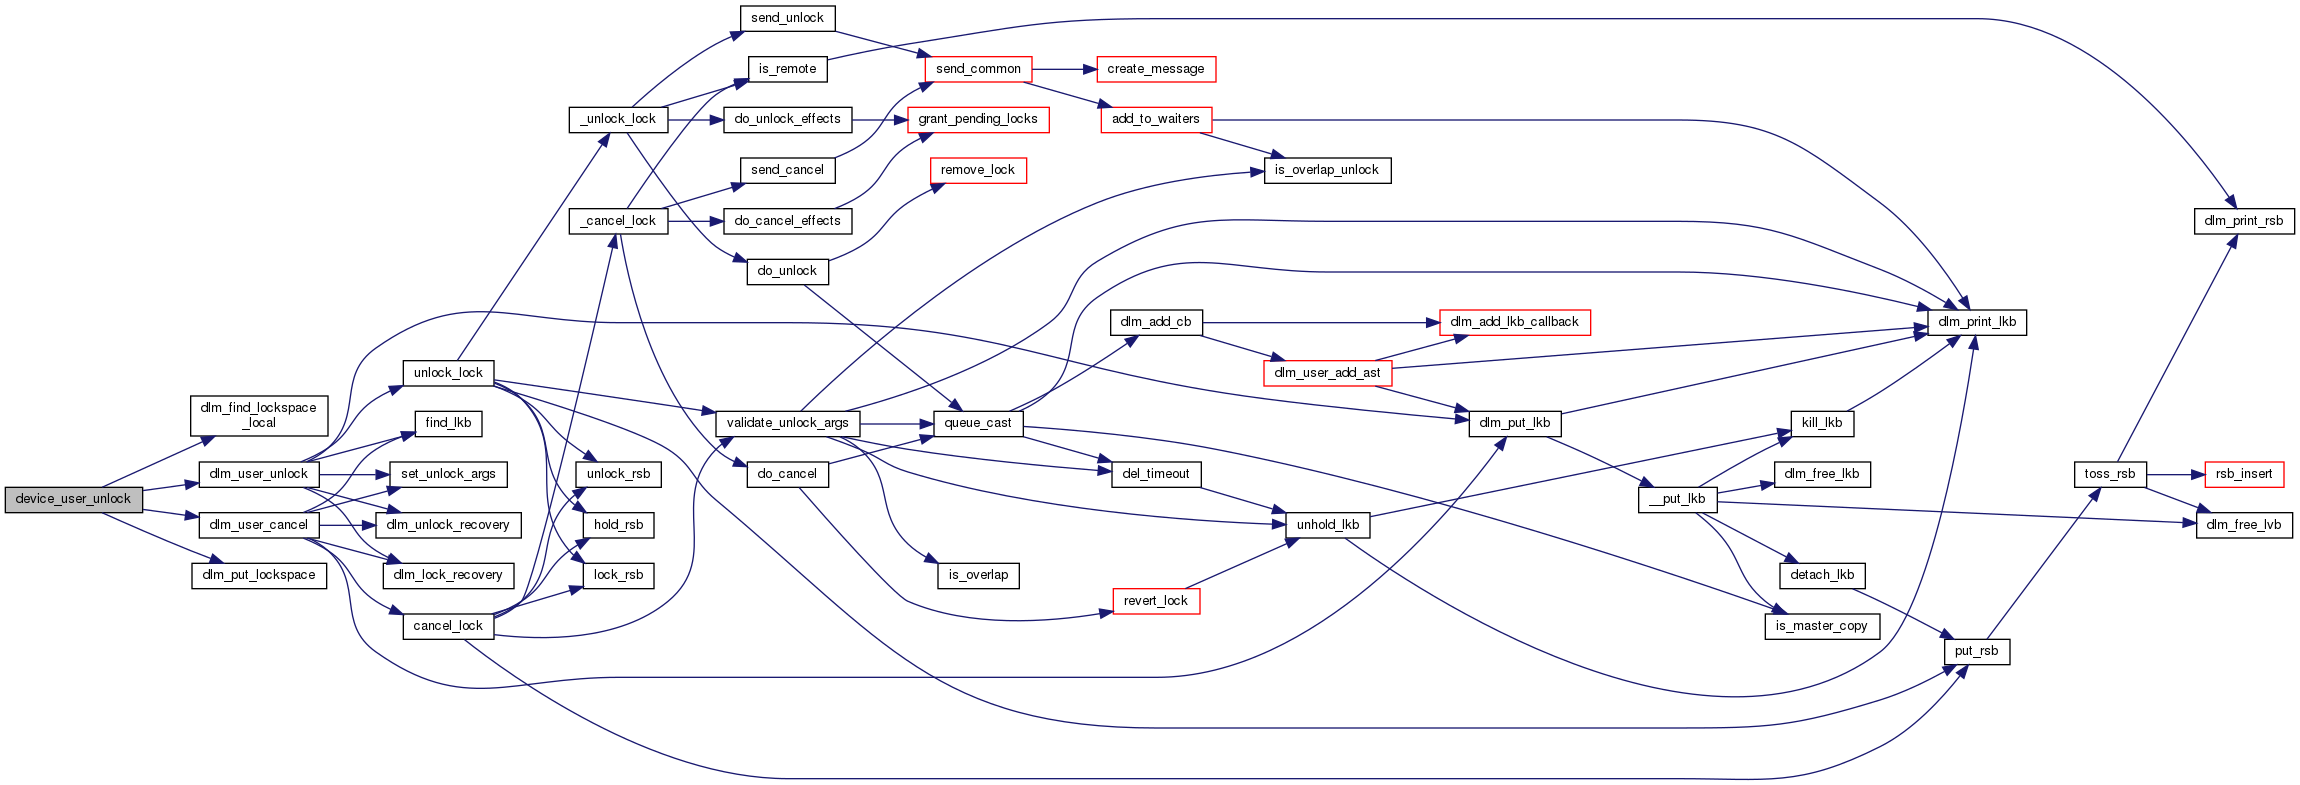 device_user_unlock
dlm_find_lockspace
_local
dlm_user_unlock
dlm_user_cancel
dlm_put_lockspace
unlock_lock
find_lkb
set_unlock_args
dlm_unlock_recovery
dlm_lock_recovery
cancel_lock
_unlock_lock
_cancel_lock
unlock_rsb
hold_rsb
lock_rsb
send_unlock
is_remote
do_unlock_effects
send_cancel
do_cancel_effects
do_unlock
validate_unlock_args
do_cancel
send_common
grant_pending_locks
remove_lock
queue_cast
is_overlap
create_message
add_to_waiters
dlm_add_cb
del_timeout
revert_lock
is_overlap_unlock
dlm_user_add_ast
unhold_lkb
dlm_add_lkb_callback
dlm_put_lkb
__put_lkb
kill_lkb
dlm_free_lkb
detach_lkb
is_master_copy
dlm_print_lkb
put_rsb
toss_rsb
dlm_print_rsb
rsb_insert
dlm_free_lvb